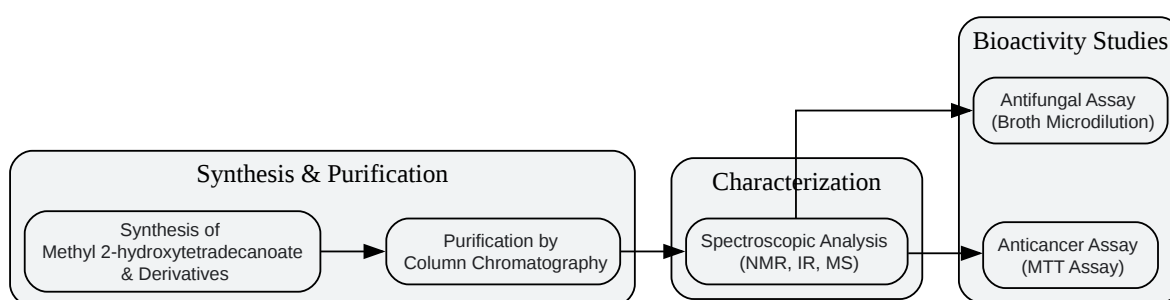 Synthesis & Purification
Synthesis of
Methyl 2-hydroxytetradecanoate
& Derivatives
Purification by
Column Chromatography
Characterization
Spectroscopic Analysis
(NMR, IR, MS)
Bioactivity Studies
Antifungal Assay
(Broth Microdilution)
Anticancer Assay
(MTT Assay)